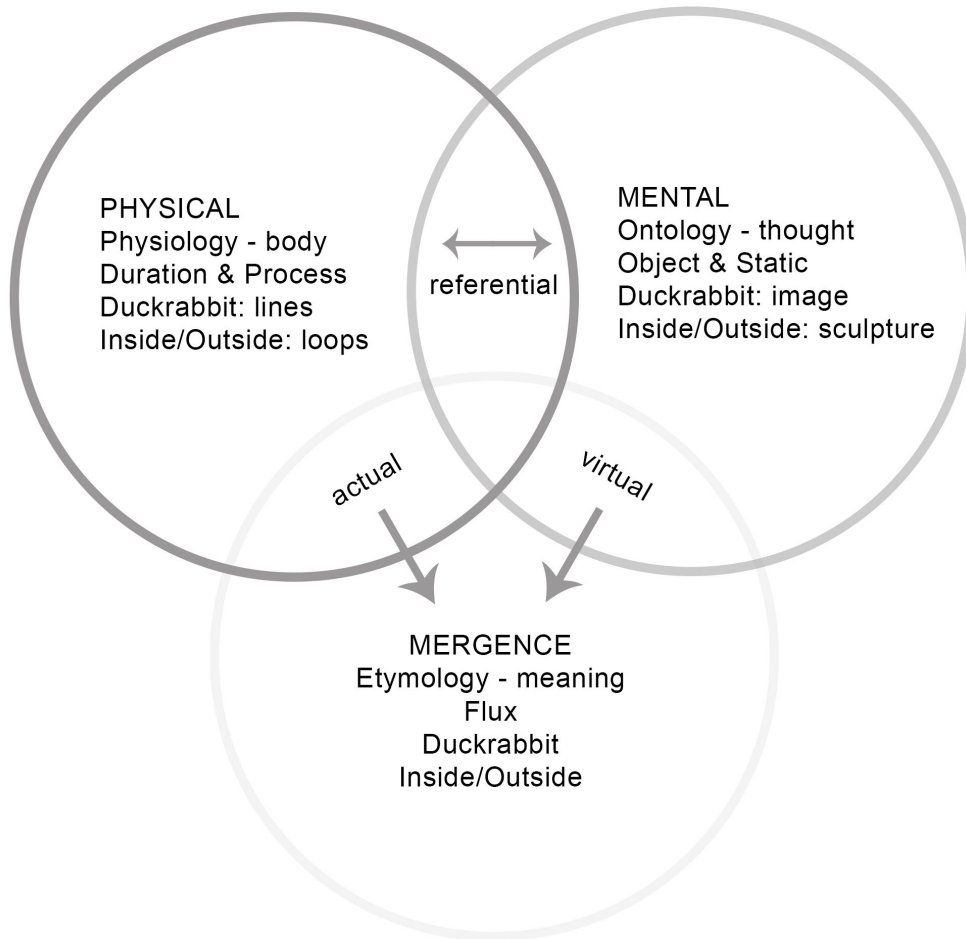 PHYSICAL
Physiology - body
Duration & Process
Duckrabbit: lines
Inside/Outside: loops
referential
MENTAL
Ontology - thought
Object & Static
Duckrabbit: image
Inside/Outside: sculpture
actual
virtual
MERGENCE
Etymology - meaning
Flux
Duckrabbit
Inside/Outside